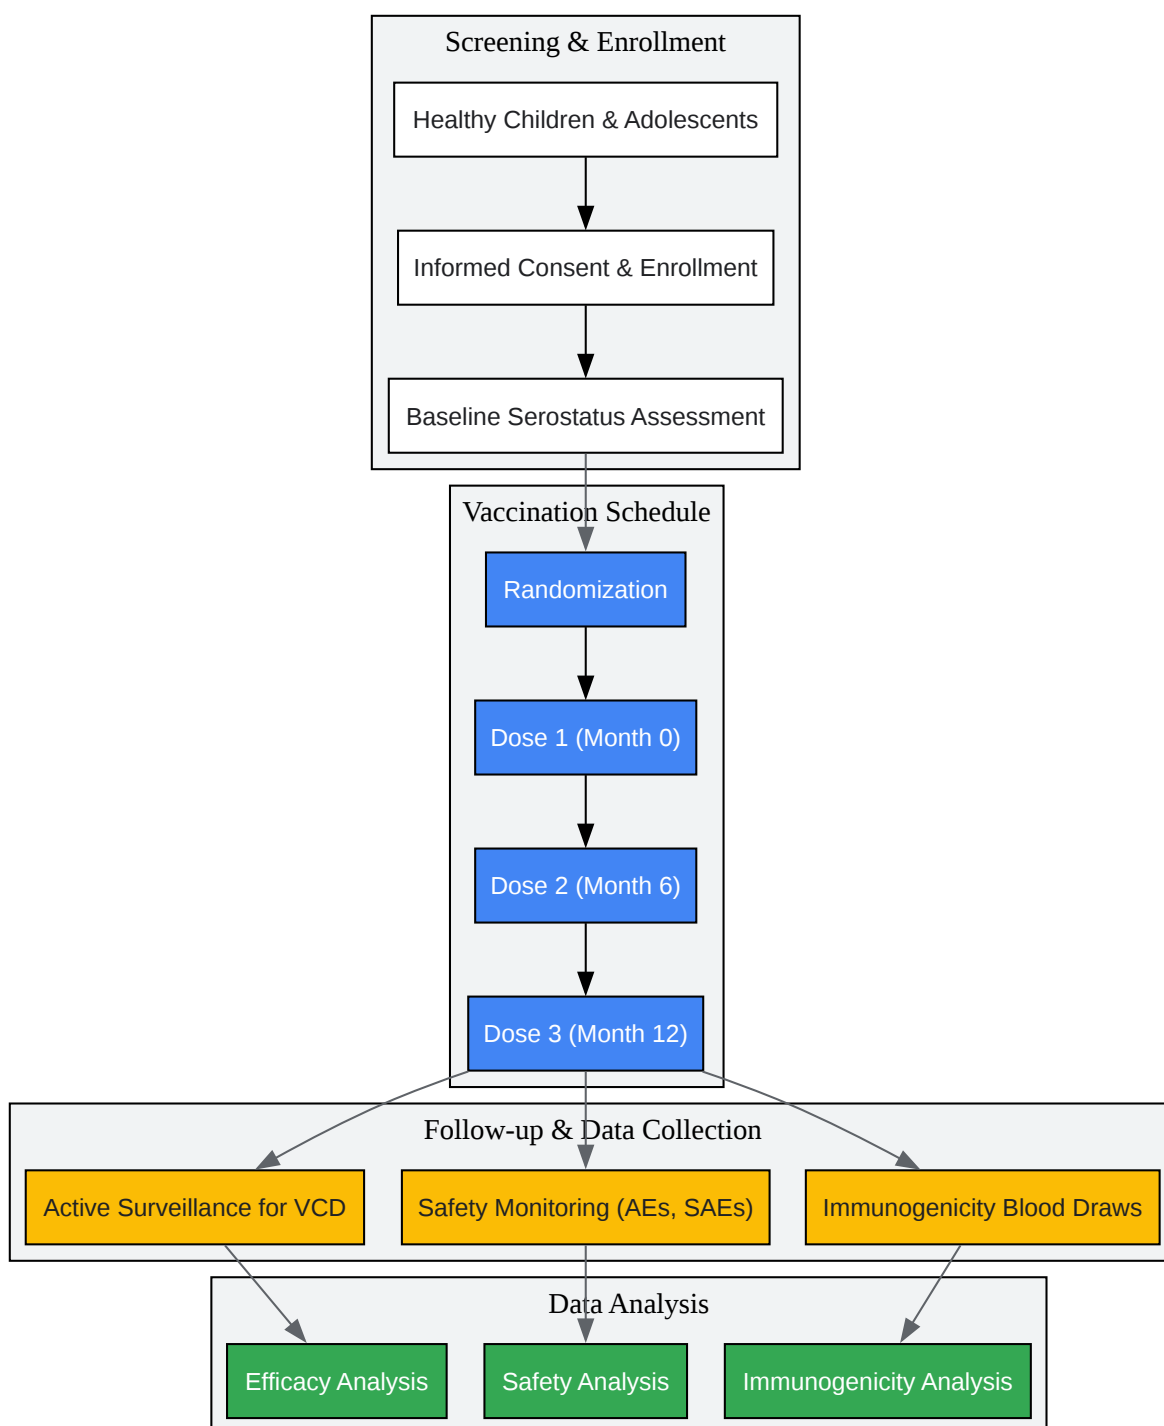 Screening & Enrollment
Healthy Children & Adolescents
Informed Consent & Enrollment
Baseline Serostatus Assessment
Vaccination Schedule
Randomization
Dose 1 (Month 0)
Dose 2 (Month 6)
Dose 3 (Month 12)
Follow-up & Data Collection
Active Surveillance for VCD
Safety Monitoring (AEs, SAEs)
Immunogenicity Blood Draws
Data Analysis
Efficacy Analysis
Safety Analysis
Immunogenicity Analysis